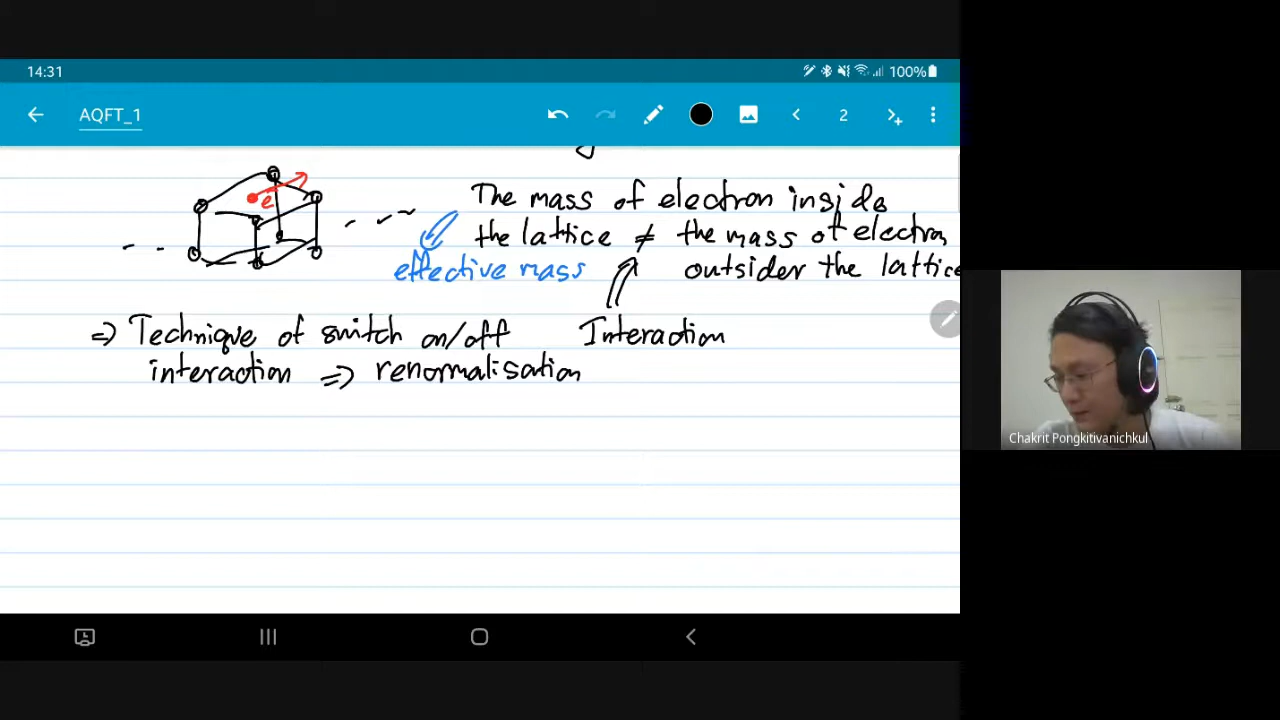 14:31
100%
AQFT_1
2
e
The mass of electron inside
the lattice ≠ the mass of electron
effective mass
outsider the lattice
⇒ Technique of switch on/off
Interaction
interaction ⇒ renormalisation
Chakrit Pongkitivanichkul